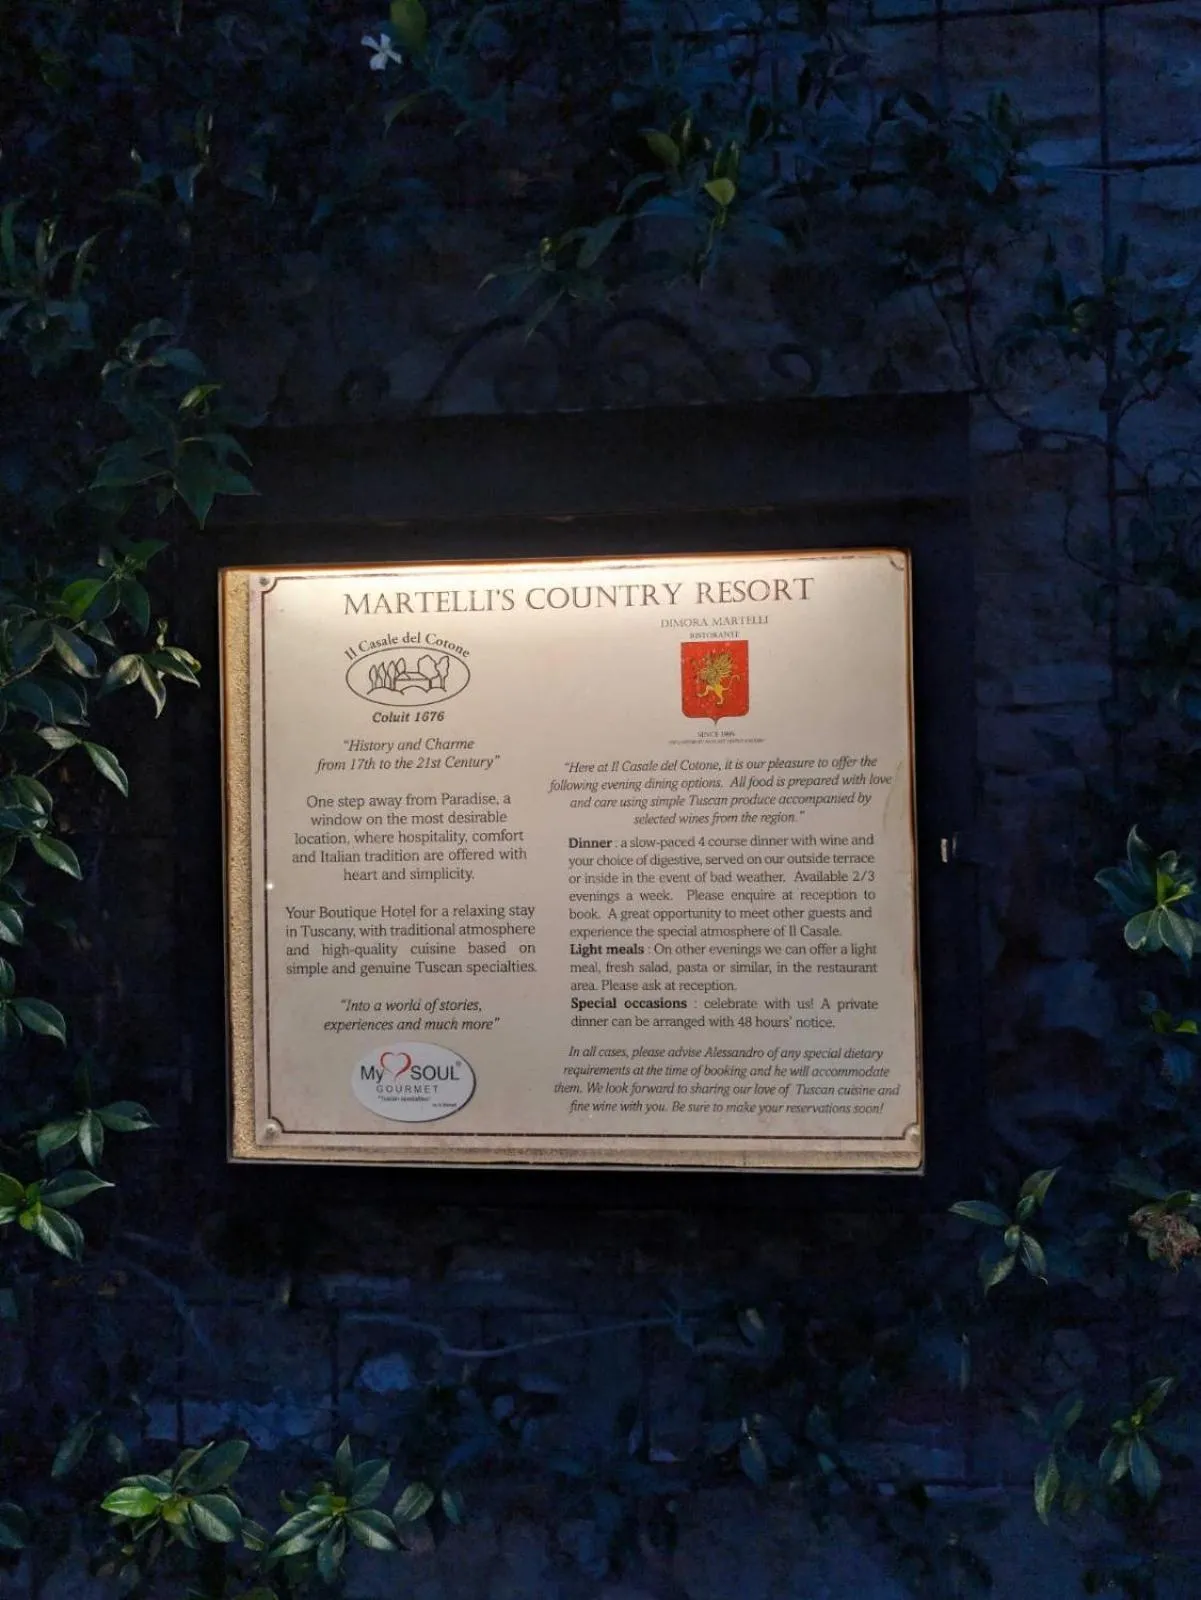 MARTELLI'S COUNTRY RESORT
Il Casale del Cotone
Coluit 1676
"History and Charme
from 17th to the 21st Century"
One step away from Paradise, a
window on the most desirable
location, where hospitality, comfort
and Italian tradition are offered with
heart and simplicity.
Your Boutique Hotel for a relaxing stay
in Tuscany, with traditional atmosphere
and high-quality cuisine based on
simple and genuine Tuscan specialties.
"Into a world of stories,
experiences and much more"
My SOUL
GOURMET
"Tuscan specialties"
DIMORA MARTELLI
RISTORANTE
SINCE
"Here at Il Casale del Cotone, it is our pleasure to offer the
following evening dining options. All food is prepared with love
and care using simple Tuscan produce accompanied by
selected wines from the region."
Dinner : a slow-paced 4 course dinner with wine and
your choice of digestive, served on our outside terrace
or inside in the event of bad weather. Available 2/3
evenings a week. Please enquire at reception to
book. A great opportunity to meet other guests and
experience the special atmosphere of Il Casale.
Light meals : On other evenings we can offer a light
meal, fresh salad, pasta or similar, in the restaurant
area. Please ask at reception.
Special occasions : celebrate with us! A private
dinner can be arranged with 48 hours' notice.
In all cases, please advise Alessandro of any special dietary
requirements at the time of booking and he will accommodate
them. We look forward to sharing our love of Tuscan cuisine and
fine wine with you. Be sure to make your reservations soon!